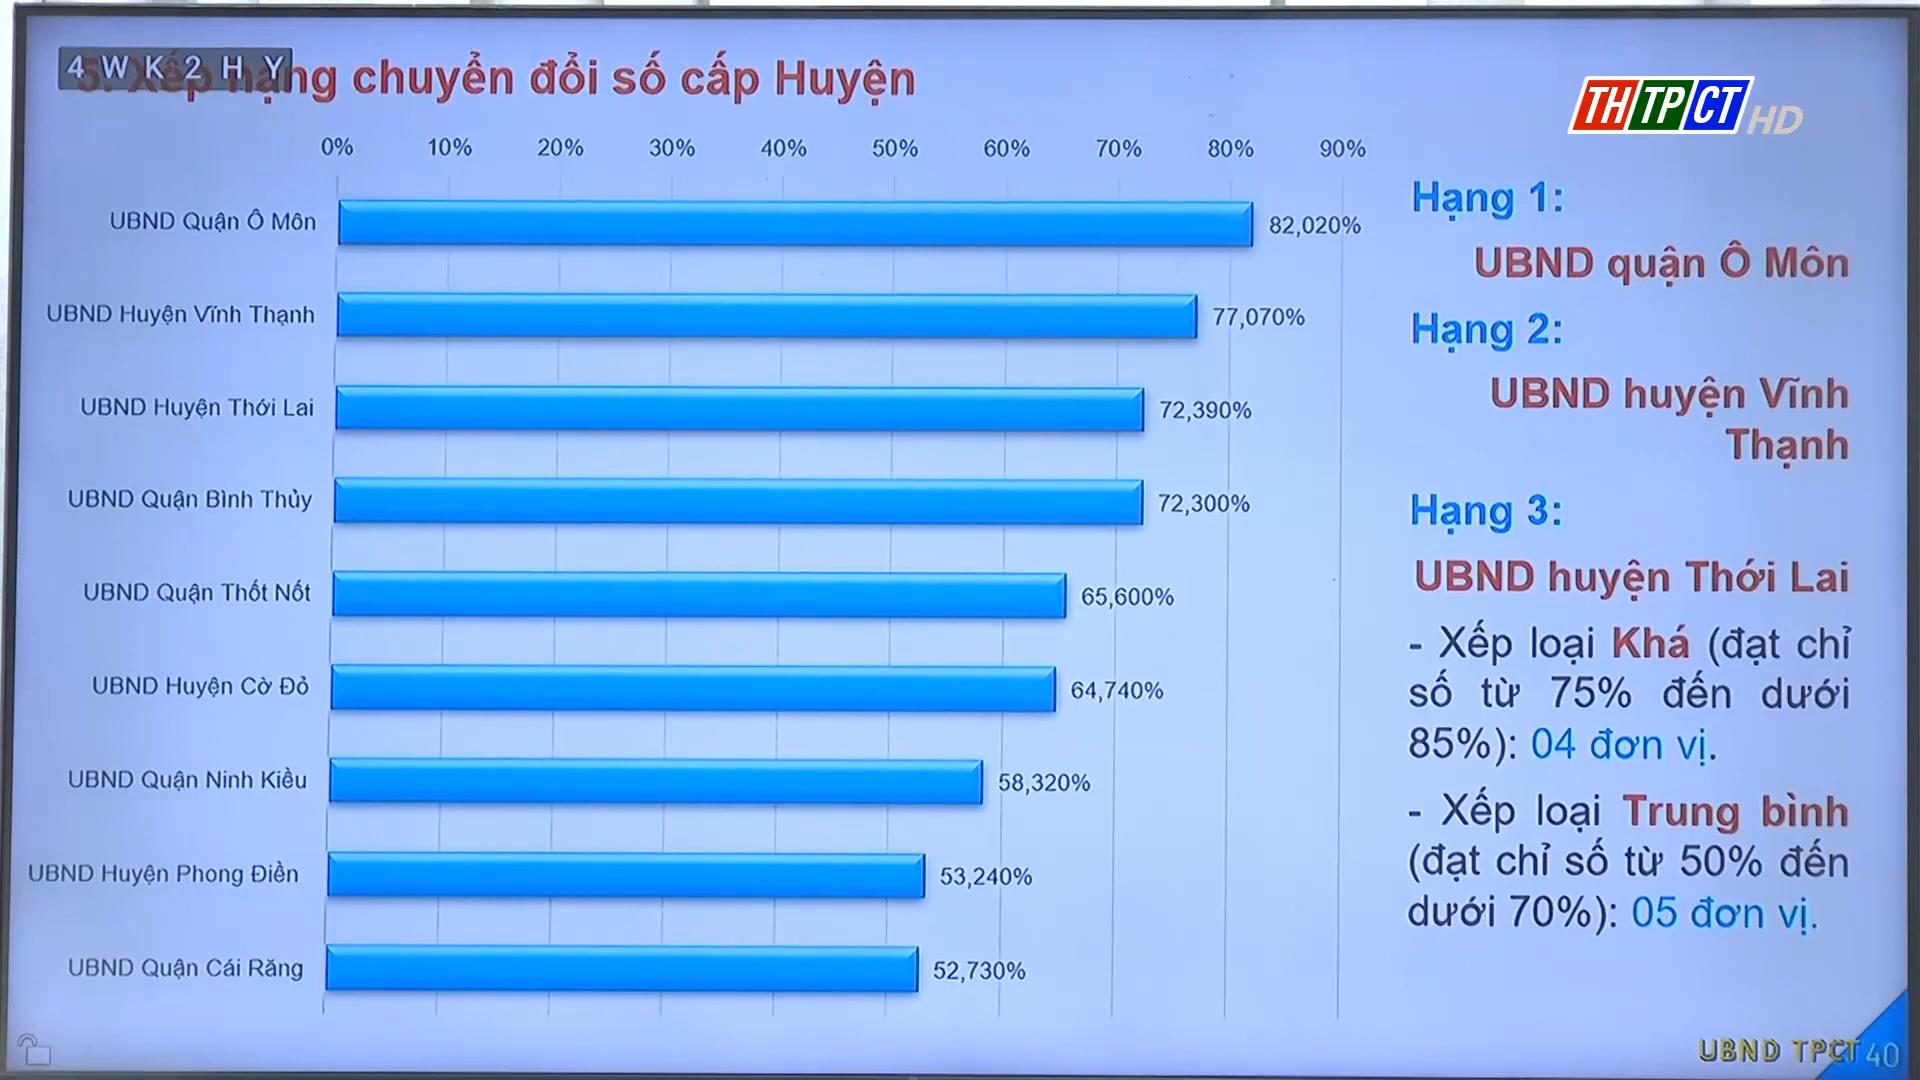 4 W K 2 H Y
5. Xếp hạng chuyển đổi số cấp Huyện
THTPCT HD
0% 10% 20% 30% 40% 50% 60% 70% 80% 90%
UBND Quận Ô Môn 82,020%
UBND Huyện Vĩnh Thạnh 77,070%
UBND Huyện Thới Lai 72,390%
UBND Quận Bình Thủy 72,300%
UBND Quận Thốt Nốt 65,600%
UBND Huyện Cờ Đỏ 64,740%
UBND Quận Ninh Kiều 58,320%
UBND Huyện Phong Điền 53,240%
UBND Quận Cái Răng 52,730%
Hạng 1:
UBND quận Ô Môn
Hạng 2:
UBND huyện Vĩnh
Thạnh
Hạng 3:
UBND huyện Thới Lai
- Xếp loại Khá (đạt chỉ
số từ 75% đến dưới
85%): 04 đơn vị.
- Xếp loại Trung bình
(đạt chỉ số từ 50% đến
dưới 70%): 05 đơn vị.
UBND TPCT 40